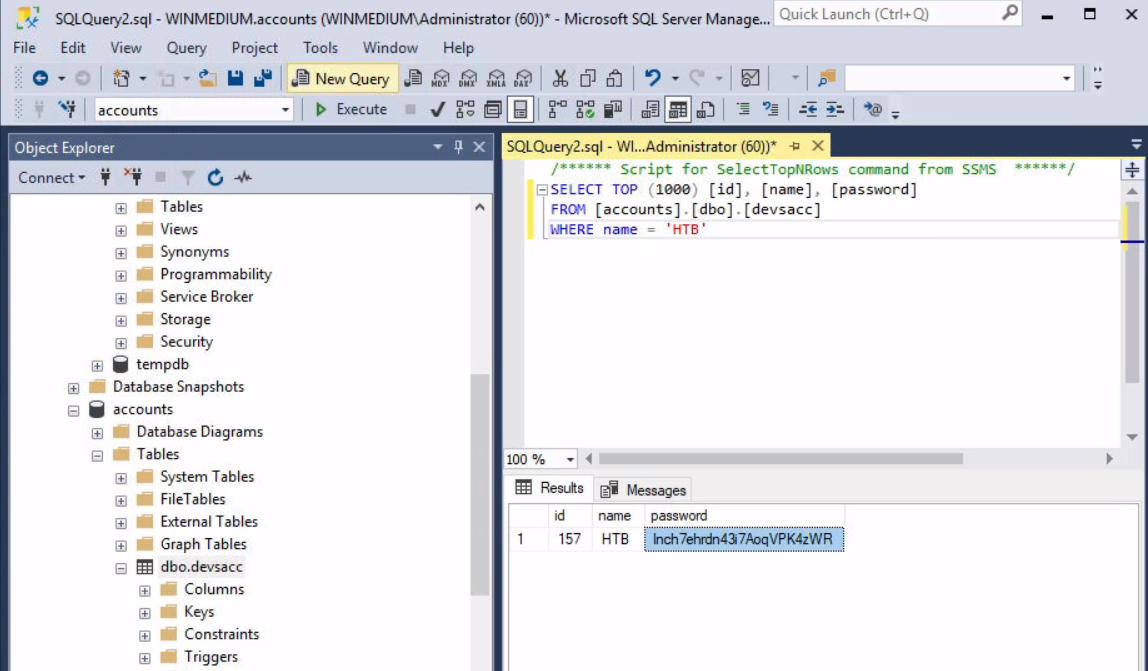 SQLQuery2.sql - WINMEDIUM.accounts (WINMEDIUM\Administrator (60))* - Microsoft SQL Server Manage...
Quick Launch (Ctrl+Q)
File Edit View Query Project Tools Window Help
New Query
MDX DMX XMLA DAX
accounts
Execute
Object Explorer
Connect
Tables
Views
Synonyms
Programmability
Service Broker
Storage
Security
tempdb
Database Snapshots
accounts
Database Diagrams
Tables
System Tables
FileTables
External Tables
Graph Tables
dbo.devsacc
Columns
Keys
Constraints
Triggers
SQLQuery2.sql - WI...Administrator (60))*
/****** Script for SelectTopNRows command from SSMS ******/
SELECT TOP (1000) [id], [name], [password]
FROM [accounts].[dbo].[devsacc]
WHERE name = 'HTB'
100 %
Results Messages
id name password
1 157 HTB lnch7ehrdn43i7AoqVPK4zWR